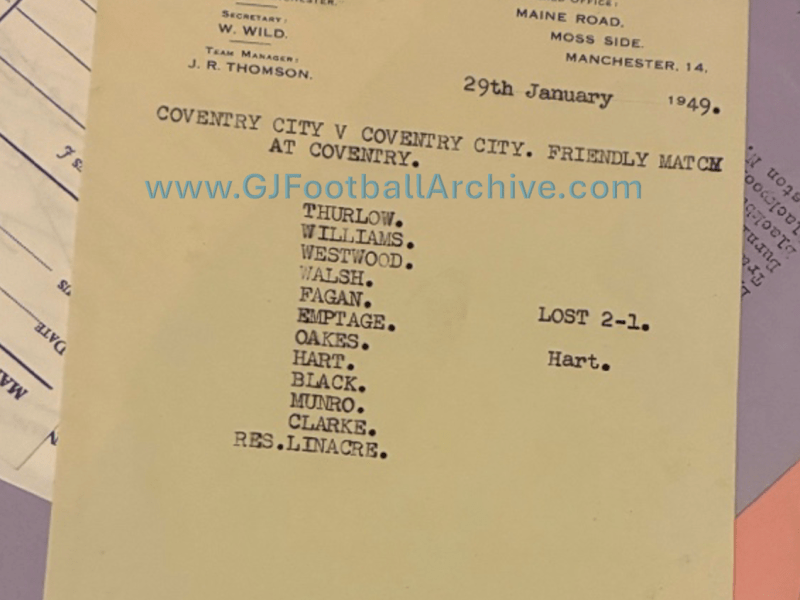 SECRETARY:
W. WILD.
TEAM MANAGER:
J. R. THOMSON.
OFFICE:
MAINE ROAD,
MOSS SIDE,
MANCHESTER, 14.
29th January 1949.
COVENTRY CITY V COVENTRY CITY. FRIENDLY MATCH
AT COVENTRY.
www.GJFootballArchive.com
THURLOW.
WILLIAMS.
WESTWOOD.
WALSH.
FAGAN.
EMPTAGE.
OAKES.
HART.
BLACK.
MUNRO.
CLARKE.
RES.LINACRE.
LOST 2-1.
Hart.
DATE